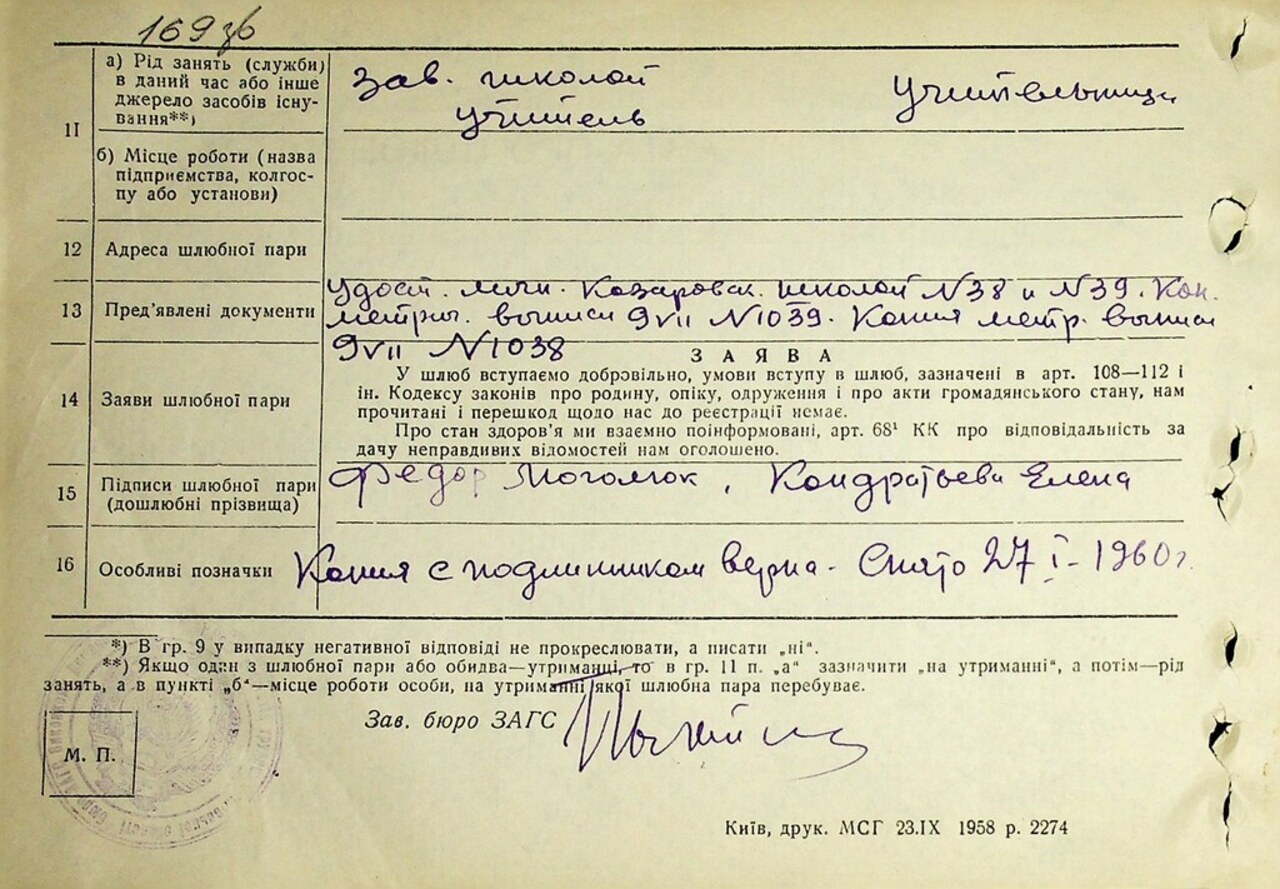 169 зв
11
а) Рід занять (служби) в даний час або інше джерело засобів існування**)
Зав. школой учитель
Учительница
б) Місце роботи (назва підприємства, колгоспу або установи)
12
Адреса шлюбної пари
13
Пред'явлені документи
Удост. личн. Казаровск. школой N38 и N39. Коп.
метрич. выписи 9VII N1039. Копия метр. выписи
9VII N1038
14
Заяви шлюбної пари
ЗАЯВА
У шлюб вступаємо добровільно, умови вступу в шлюб, зазначені в арт. 108—112 і
ін. Кодексу законів про родину, опіку, одруження і про акти громадянського стану, нам
прочитані і перешкод щодо нас до реєстрації немає.
Про стан здоров'я ми взаємно поінформовані, арт. 68¹ КК про відповідальність за
дачу неправдивих відомостей нам оголошено.
15
Підписи шлюбної пари
(дошлюбні прізвища)
Федор Моголюк, Кондратьева Елена
16
Особливі позначки
Копия с подлинником верна. Снято 27 I - 1960 г.
*) В гр. 9 у випадку негативної відповіді не прокреслювати, а писати „ні".
**) Якщо один з шлюбної пари або обидва—утриманні, то в гр. 11 п. „а" зазначити „на утриманні", а потім—рід
занять, а в пункті „б"—місце роботи особи, на утриманні якої шлюбна пара перебуває.
Зав. бюро ЗАГС
М. П.
Київ, друк. МСГ 23.IX 1958 р. 2274